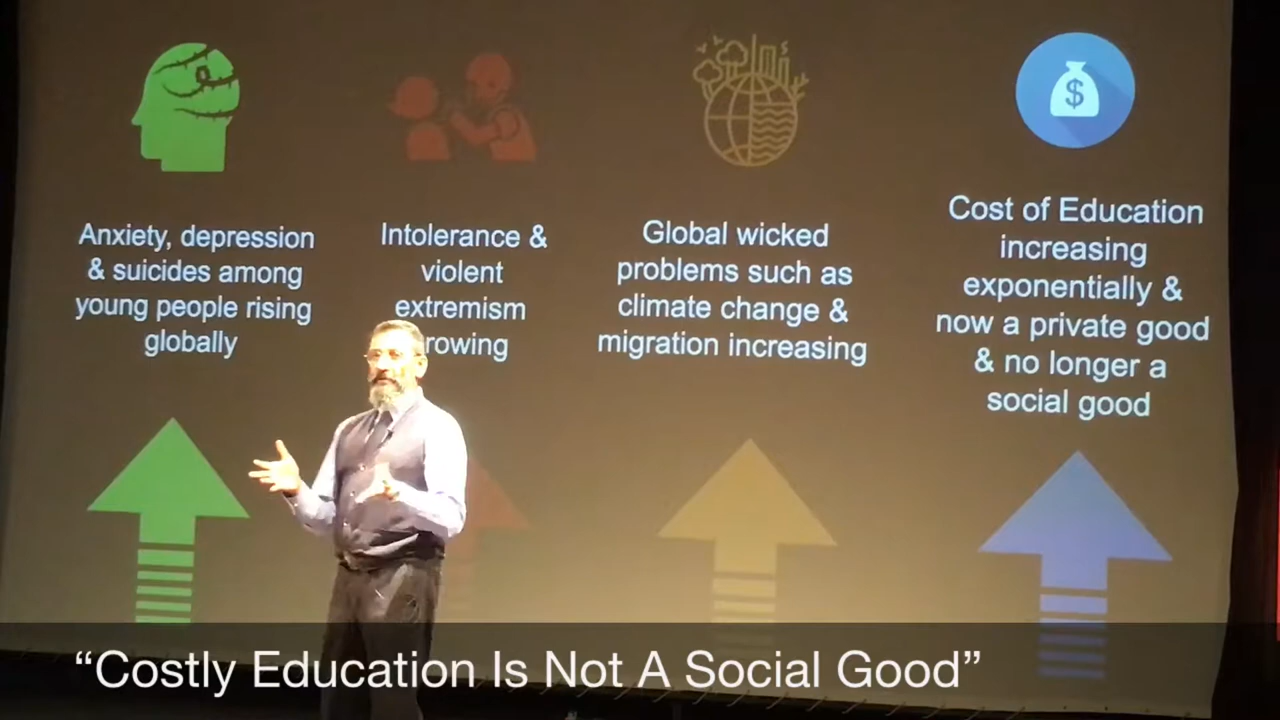 Anxiety, depression
& suicides among
young people rising
globally
Intolerance &
violent
extremism
rowing
Global wicked
problems such as
climate change &
migration increasing
$
Cost of Education
increasing
exponentially &
now a private good
& no longer a
social good
“Costly Education Is Not A Social Good”